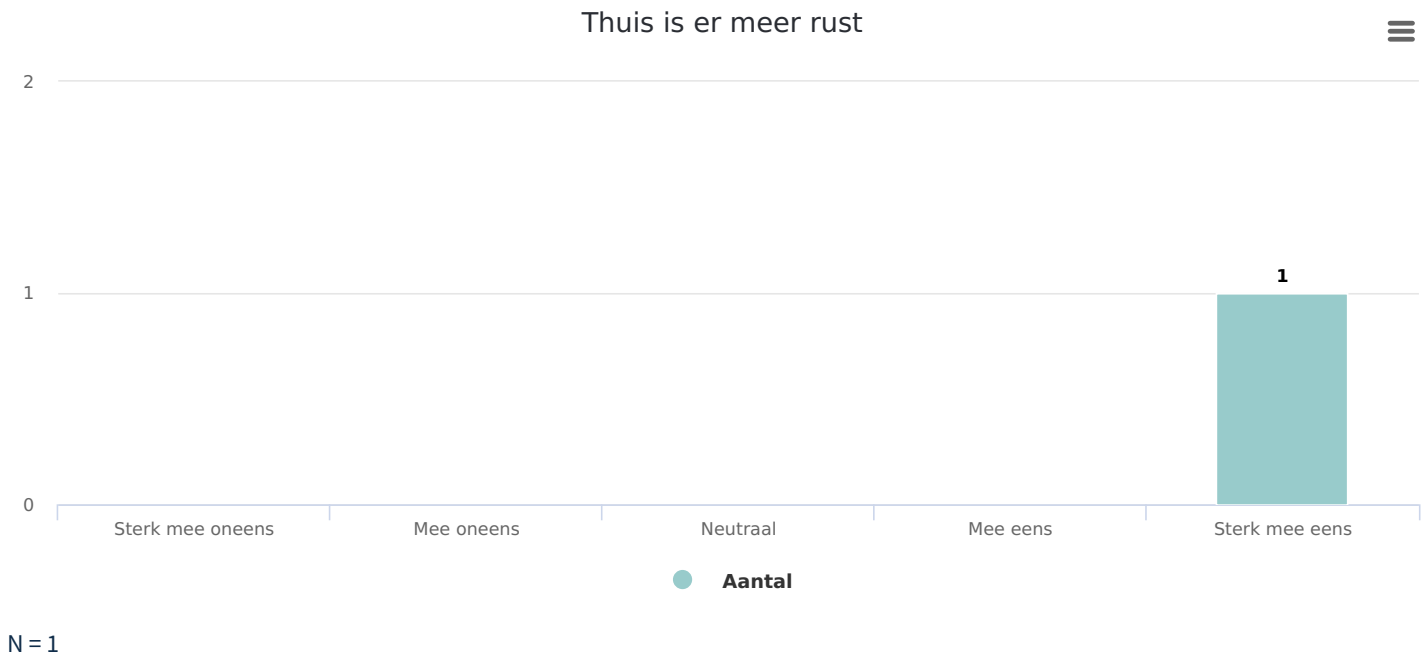 Thuis is er meer rust
2
1
1
0
Sterk mee oneens Mee oneens Neutraal Mee eens Sterk mee eens
Aantal
N = 1